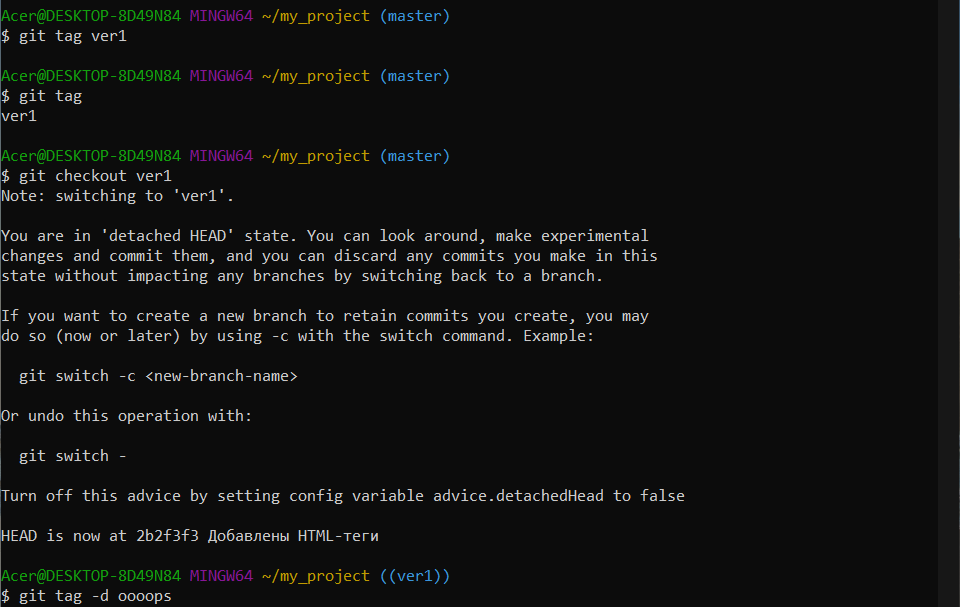 Acer@DESKTOP-8D49N84 MINGW64 ~/my_project (master)
$ git tag ver1
Acer@DESKTOP-8D49N84 MINGW64 ~/my_project (master)
$ git tag
ver1
Acer@DESKTOP-8D49N84 MINGW64 ~/my_project (master)
$ git checkout ver1
Note: switching to 'ver1'.
You are in 'detached HEAD' state. You can look around, make experimental
changes and commit them, and you can discard any commits you make in this
state without impacting any branches by switching back to a branch.
If you want to create a new branch to retain commits you create, you may
do so (now or later) by using -c with the switch command. Example:
git switch -c <new-branch-name>
Or undo this operation with:
git switch -
Turn off this advice by setting config variable advice.detachedHead to false
HEAD is now at 2b2f3f3 Добавлены HTML-теги
Acer@DESKTOP-8D49N84 MINGW64 ~/my_project ((ver1))
$ git tag -d oooops